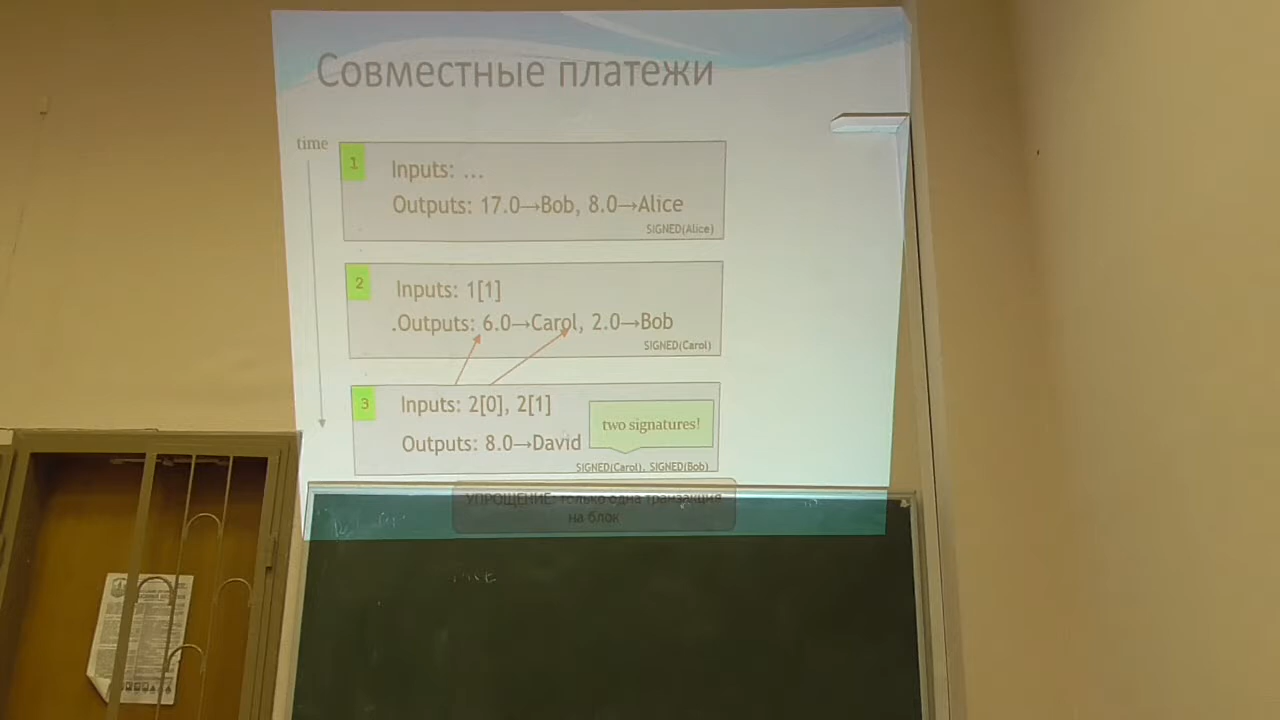 Совместные платежи
time
1
Inputs: ...
Outputs: 17.0→Bob, 8.0→Alice
SIGNED(Alice)
2
Inputs: 1[1]
.Outputs: 6.0→Carol, 2.0→Bob
SIGNED(Carol)
3
Inputs: 2[0], 2[1]
two signatures!
Outputs: 8.0→David
SIGNED(Carol), SIGNED(Bob)
УПРОЩЕНИЕ: только одна транзакция
на блок